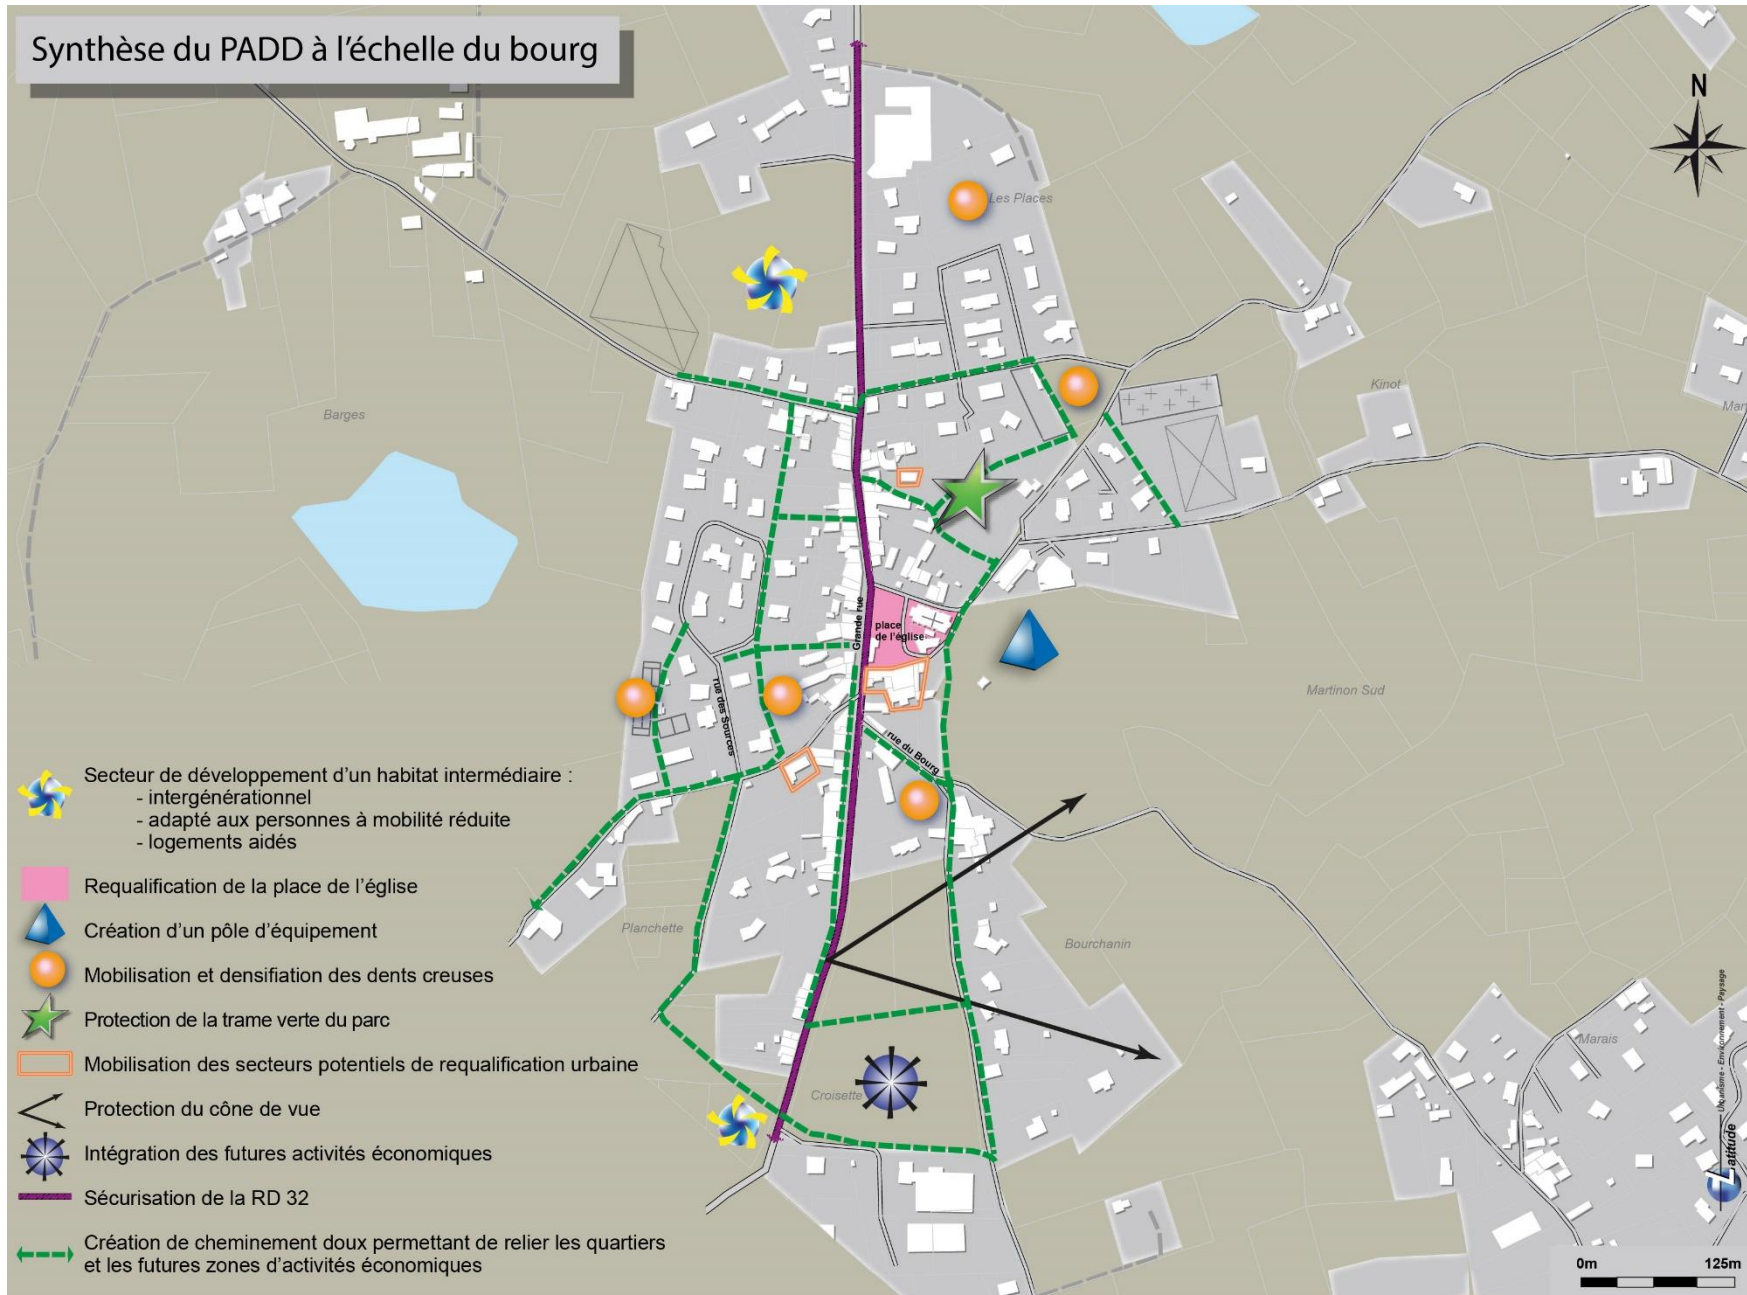 Synthèse du PADD à l'échelle du bourg
N
Les Places
Kinot
Mar
Barges
Grande rue
place
de l'église
Martinon Sud
rue des Sources
rue du Bourg
Secteur de développement d'un habitat intermédiaire :
- intergénérationnel
- adapté aux personnes à mobilité réduite
- logements aidés
Requalification de la place de l'église
Planchette
Création d'un pôle d'équipement
Bourchanin
Mobilisation et densifiation des dents creuses
Protection de la trame verte du parc
Marais
Mobilisation des secteurs potentiels de requalification urbaine
Croisette
Protection du cône de vue
Intégration des futures activités économiques
Sécurisation de la RD 32
Création de cheminement doux permettant de relier les quartiers
et les futures zones d'activités économiques
Latitude
Urbanisme - Environnement - Paysage
0m 125m